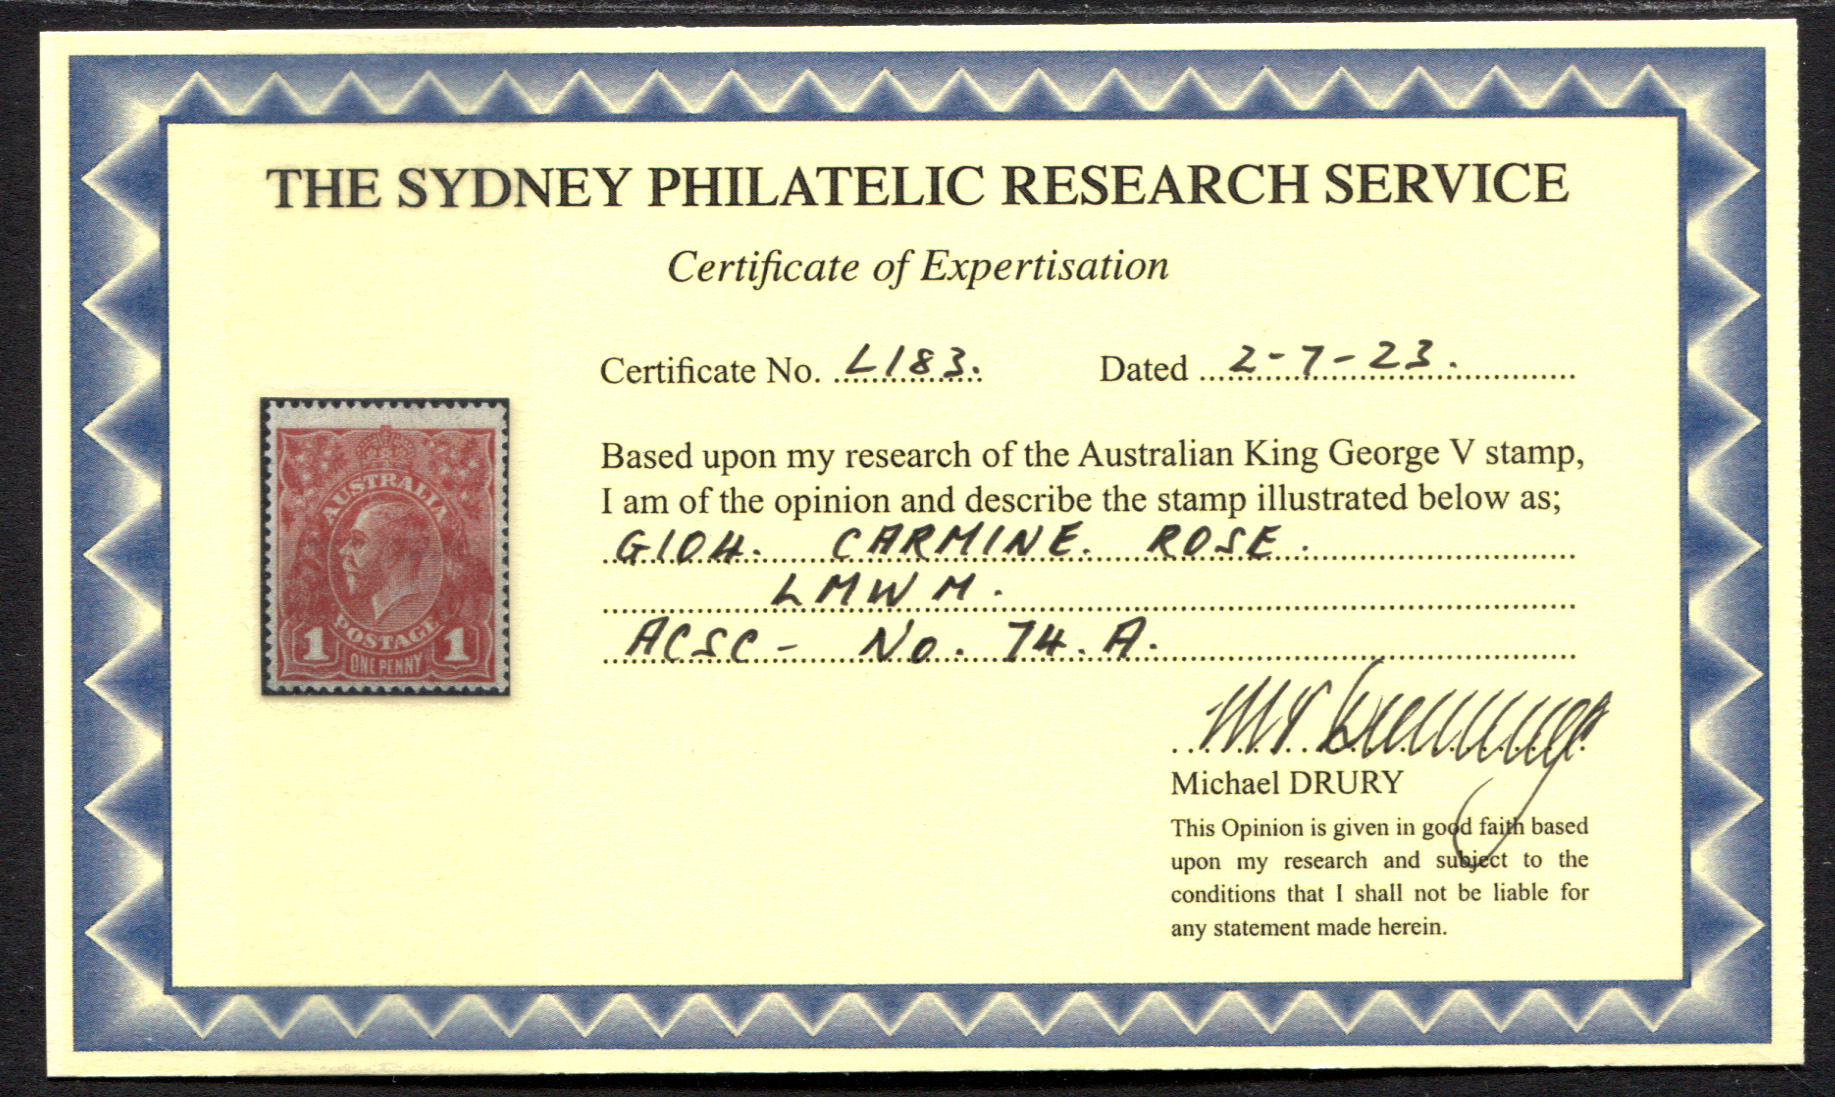 THE SYDNEY PHILATELIC RESEARCH SERVICE
Certificate of Expertisation
Certificate No. L183. Dated 2-7-23.
Based upon my research of the Australian King George V stamp,
I am of the opinion and describe the stamp illustrated below as;
G104. CARMINE. ROSE.
LMWM.
ACSC - No. 74.A.
AUSTRALIA
POSTAGE
1 ONE PENNY 1
Michael DRURY
This Opinion is given in good faith based
upon my research and subject to the
conditions that I shall not be liable for
any statement made herein.